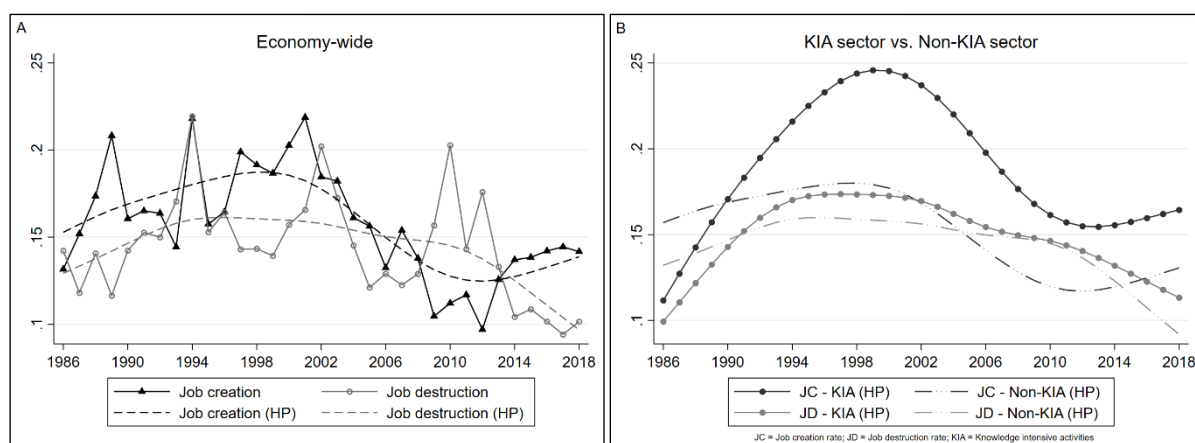 A
Economy-wide
.25
.2
.15
.1
1986 1990 1994 1998 2002 2006 2010 2014 2018
Job creation Job destruction
Job creation (HP) Job destruction (HP)
B
KIA sector vs. Non-KIA sector
.25
.2
.15
.1
1986 1990 1994 1998 2002 2006 2010 2014 2018
JC - KIA (HP) JC - Non-KIA (HP)
JD - KIA (HP) JD - Non-KIA (HP)
JC = Job creation rate; JD = Job destruction rate; KIA = Knowledge intensive activities